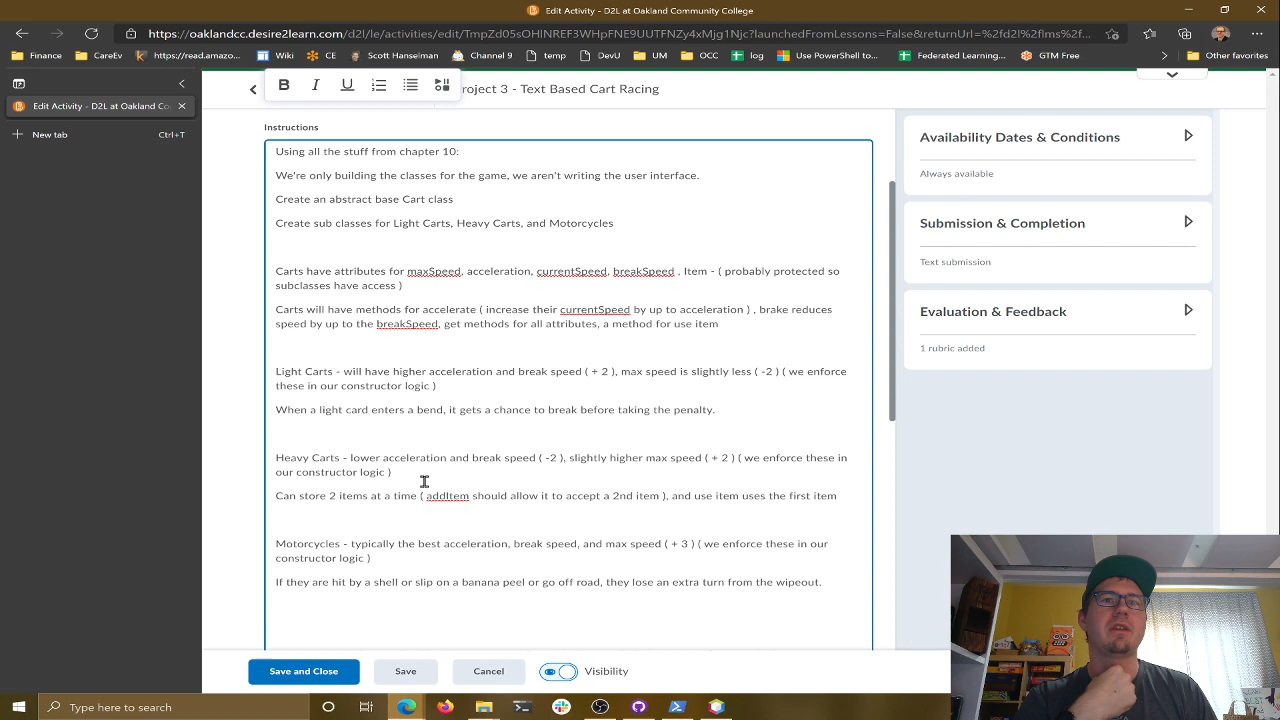 Edit Activity - D2L at Oakland Community College
https://oaklandcc.desire2learn.com/d2l/le/activities/edit/
?launchedFromLessons=False&returnUrl=%2fd2l%2flms%2f...
Finance
CareEv
Wiki
CE
Scott Hanselman
DDev
UM
OCC
log
Using PowerShell to...
Federated Learning...
GTM Free
Other favorites
Edit Activity - D2L at Oakland Co
New tab
Ctrl+T
B I U
roject 3 - Text Based Cart Racing
Instructions
Using all the stuff from chapter 10:
We're only building the classes for the game, we aren't writing the user interface.
Create an abstract base Cart class
Create sub classes for Light Carts, Heavy Carts, and Motorcycles
Carts have attributes for maxSpeed, acceleration, currentSpeed, breakSpeed , Item - ( probably protected so
subclasses have access )
Carts will have methods for accelerate ( increase their currentSpeed by up to acceleration ) , brake reduces
speed by up to the breakSpeed, get methods for all attributes, a method for use item
Light Carts - will have higher acceleration and break speed ( + 2 ), max speed is slightly less ( -2 ) ( we enforce
these in our constructor logic )
When a light card enters a bend, it gets a chance to break before taking the penalty.
Heavy Carts - lower acceleration and break speed ( -2 ), slightly higher max speed ( + 2 ) ( we enforce these in
our constructor logic )
Can store 2 items at a time ( addItem should allow it to accept a 2nd item ), and use item uses the first item
Motorcycles - typically the best acceleration, break speed, and max speed ( + 3 ) ( we enforce these in our
constructor logic )
If they are hit by a shell or slip on a banana peel or go off road, they lose an extra turn from the wipeout.
Availability Dates & Conditions
Always available
Submission & Completion
Text submission
Evaluation & Feedback
1 rubric added
Save and Close
Save
Cancel
Visibility
Type here to search